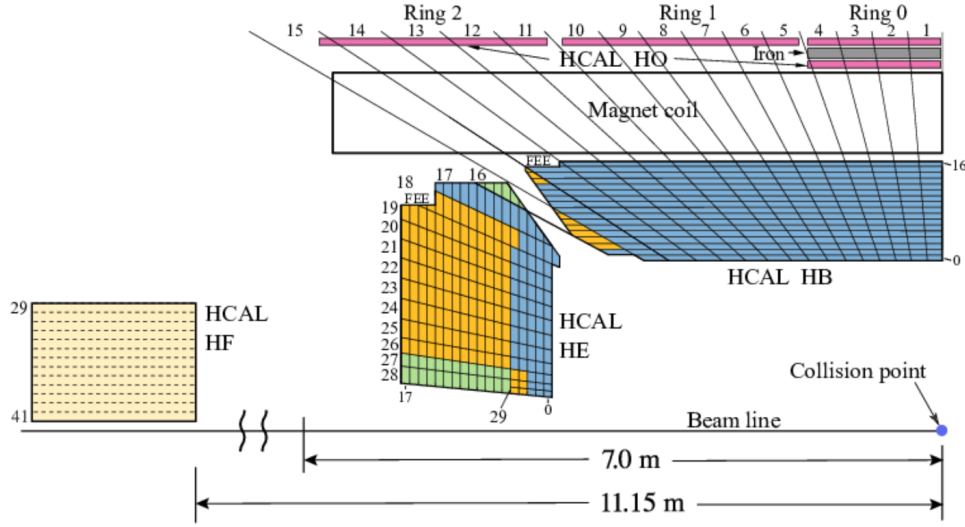 Ring 2 Ring 1 Ring 0
15 14 13 12 11 10 9 8 7 6 5 4 3 2 1
HCAL HO Iron
Magnet coil
FEE 16
18 17 16
FEE
19
20
21
22
23
24
25
26
27
28
17 29 0
0
HCAL HB
HCAL
HE
29 HCAL
HF
41
Collision point
Beam line
7.0 m
11.15 m